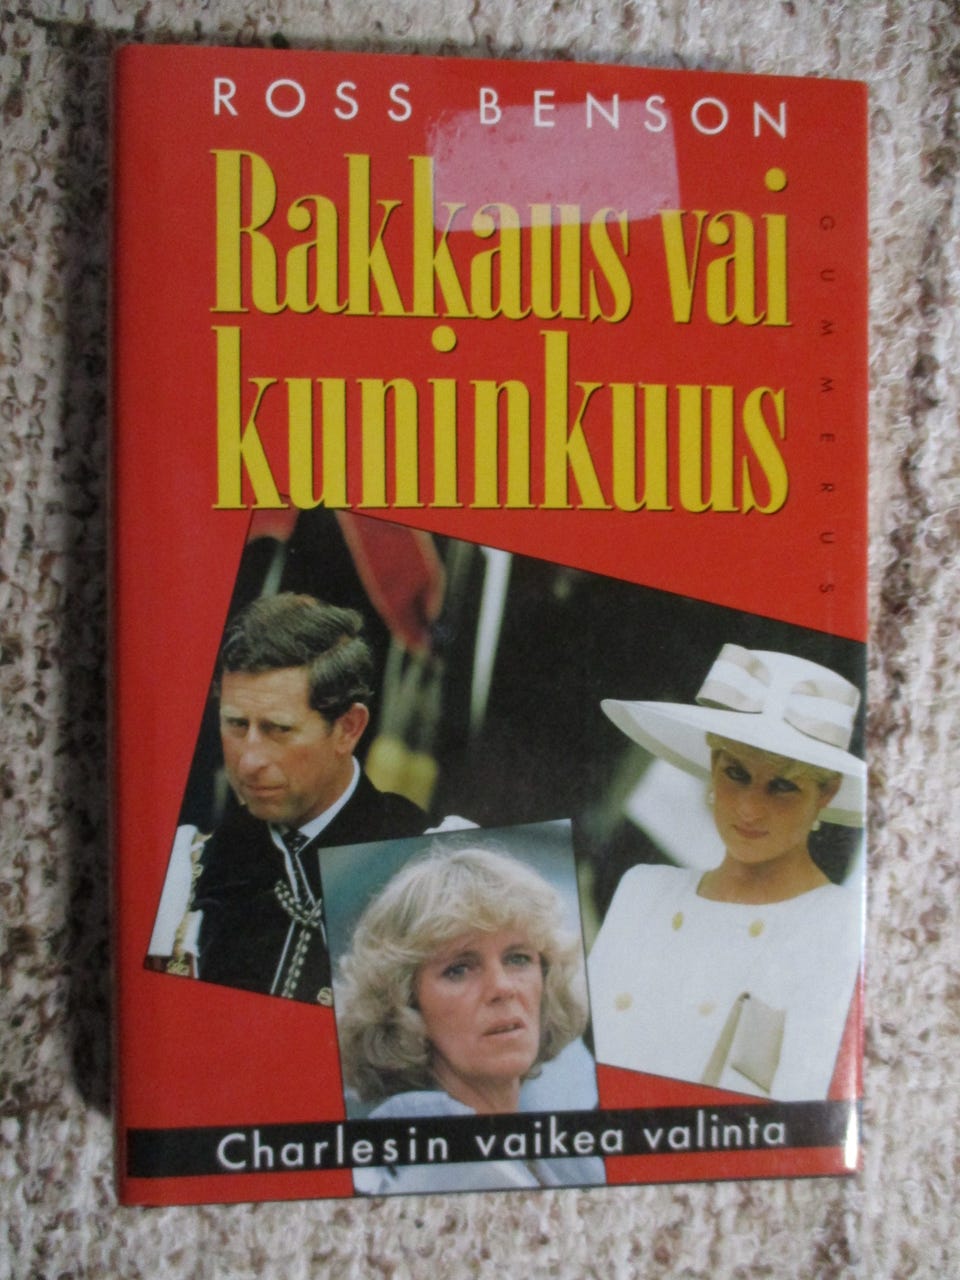 ROSS BENSON
Rakkaus vai
kuninkuus
GUMMERUS
Charlesin vaikea valinta